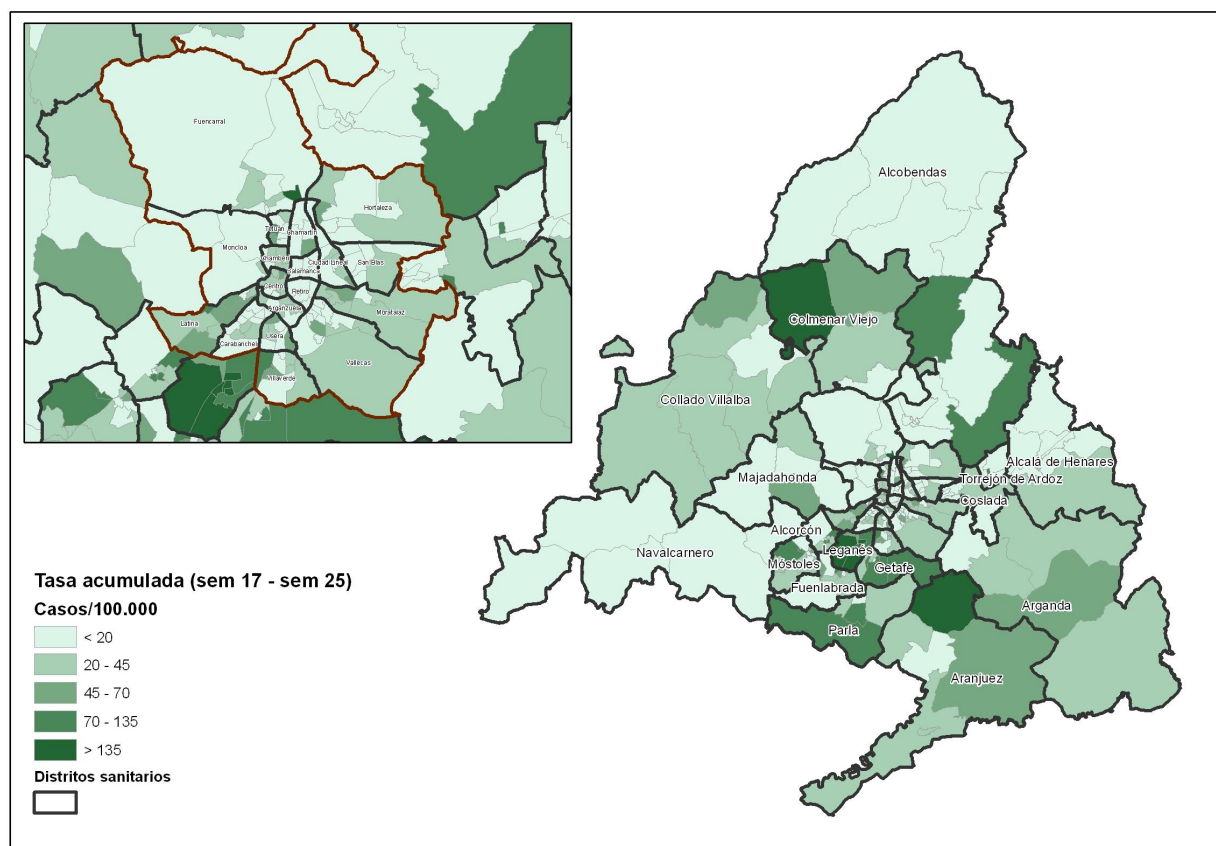 Fuencarral
Hortaleza
Tetuán
Chamartín
Moncloa
Chamberí
Ciudad Lineal
San Blas
Salamanca
Centro
Retiro
Arganzuela
Moratalaz
Latina
Usera
Carabanchel
Vallecas
Villaverde
Alcobendas
Colmenar Viejo
Collado Villalba
Majadahonda
Alcalá de Henares
Torrejón de Ardoz
Coslada
Alcorcón
Navalcarnero
Leganés
Móstoles
Getafe
Fuenlabrada
Arganda
Parla
Aranjuez
Tasa acumulada (sem 17 - sem 25)
Casos/100.000
< 20
20 - 45
45 - 70
70 - 135
> 135
Distritos sanitarios